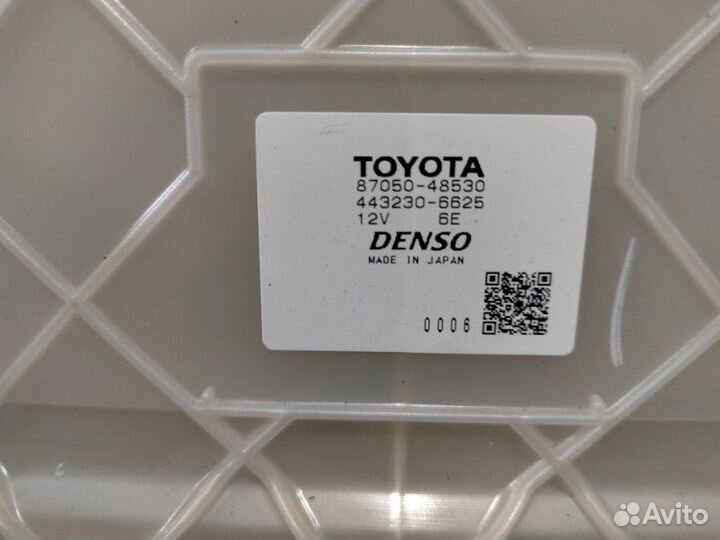 TOYOTA
87050-48530
443230-6625
12V 6E
DENSO
MADE IN JAPAN
0006
Avito